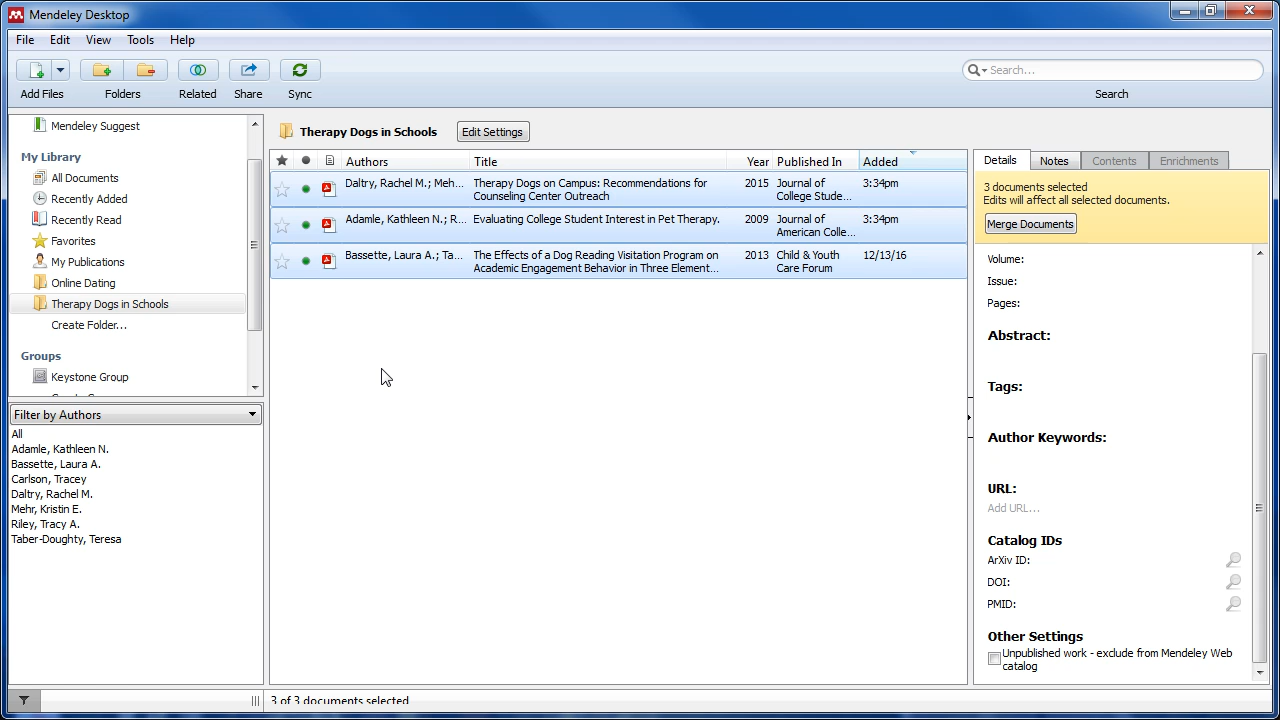 Mendeley Desktop
File Edit View Tools Help
Search...
Add Files Folders Related Share Sync Search
Mendeley Suggest
My Library
All Documents
Recently Added
Recently Read
Favorites
My Publications
Online Dating
Therapy Dogs in Schools
Create Folder...
Groups
Keystone Group
Filter by Authors
All
Adamle, Kathleen N.
Bassette, Laura A.
Carlson, Tracey
Daltry, Rachel M.
Mehr, Kristin E.
Riley, Tracy A.
Taber-Doughty, Teresa
Therapy Dogs in Schools Edit Settings
Authors Title Year Published In Added
Daltry, Rachel M.; Meh... Therapy Dogs on Campus: Recommendations for 2015 Journal of 3:34pm
Counseling Center Outreach College Stude...
Adamle, Kathleen N.; R... Evaluating College Student Interest in Pet Therapy. 2009 Journal of 3:34pm
American Colle...
Bassette, Laura A.; Ta... The Effects of a Dog Reading Visitation Program on 2013 Child & Youth 12/13/16
Academic Engagement Behavior in Three Element... Care Forum
3 of 3 documents selected
Details Notes Contents Enrichments
3 documents selected
Edits will affect all selected documents.
Merge Documents
Volume:
Issue:
Pages:
Abstract:
Tags:
Author Keywords:
URL:
Add URL...
Catalog IDs
ArXiv ID:
DOI:
PMID:
Other Settings
Unpublished work - exclude from Mendeley Web
catalog